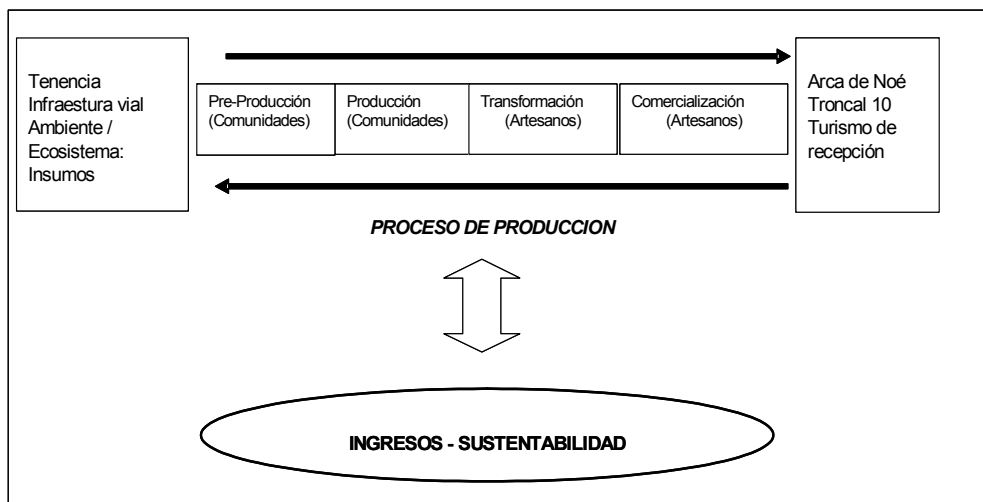 Tenencia
Infraestura vial
Ambiente /
Ecosistema:
Insumos
Pre-Producción
(Comunidades)
Producción
(Comunidades)
Transformación
(Artesanos)
Comercialización
(Artesanos)
Arca de Noé
Troncal 10
Turismo de
recepción
PROCESO DE PRODUCCION
INGRESOS - SUSTENTABILIDAD